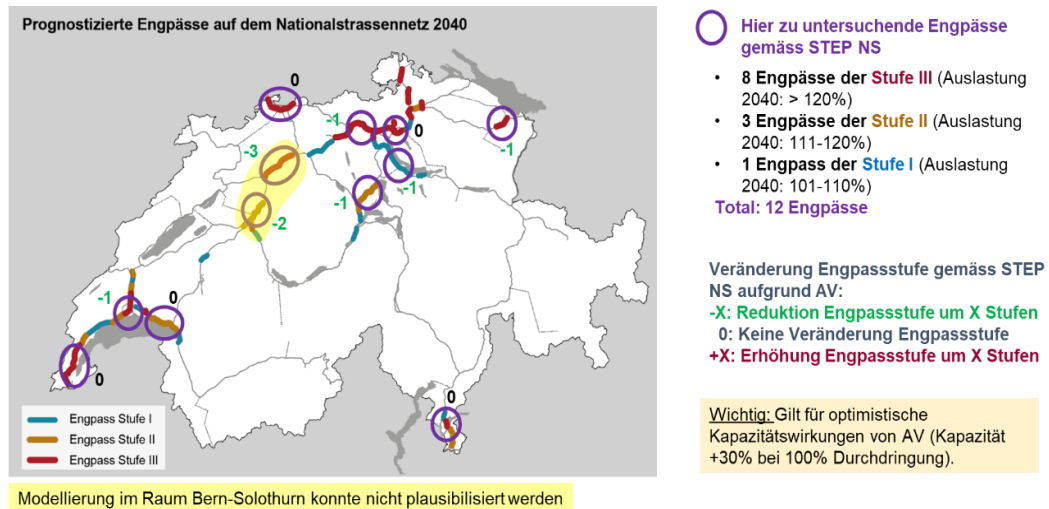 Prognostizierte Engpässe auf dem Nationalstrassennetz 2040
0
-1
0
-1
-3
-1
-1
-2
-1
0
0
0
Engpass Stufe I
Engpass Stufe II
Engpass Stufe III
Modellierung im Raum Bern-Solothurn konnte nicht plausibilisiert werden
Hier zu untersuchende Engpässe
gemäss STEP NS
• 8 Engpässe der Stufe III (Auslastung
2040: > 120%)
• 3 Engpässe der Stufe II (Auslastung
2040: 111-120%)
• 1 Engpass der Stufe I (Auslastung
2040: 101-110%)
Total: 12 Engpässe
Veränderung Engpassstufe gemäss STEP
NS aufgrund AV:
-X: Reduktion Engpassstufe um X Stufen
0: Keine Veränderung Engpassstufe
+X: Erhöhung Engpassstufe um X Stufen
Wichtig: Gilt für optimistische
Kapazitätswirkungen von AV (Kapazität
+30% bei 100% Durchdringung).